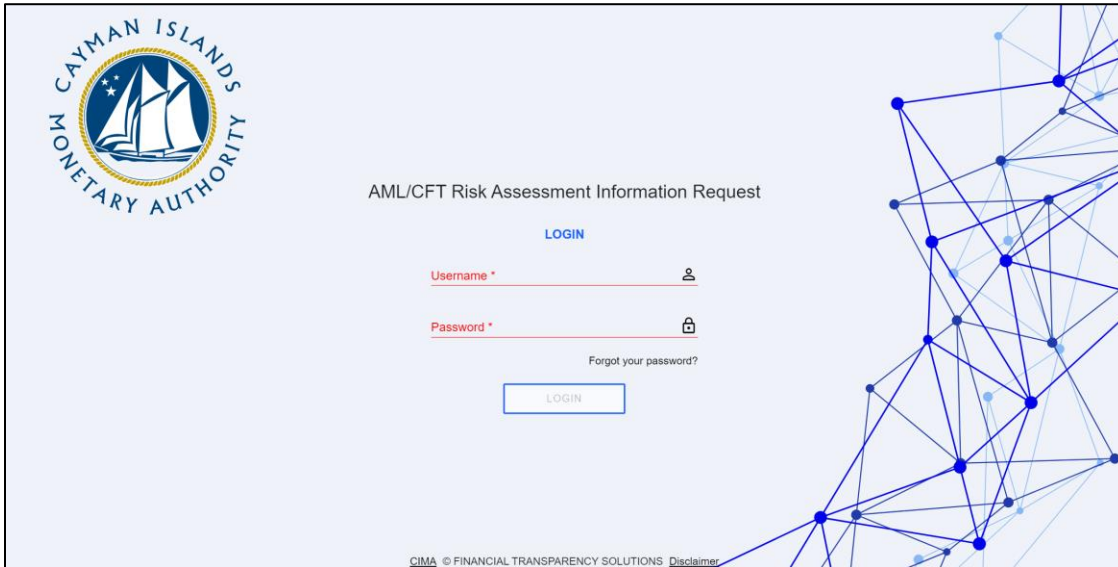 CAYMAN ISLANDS
MONETARY AUTHORITY
AML/CFT Risk Assessment Information Request
LOGIN
Username *
Password *
Forgot your password?
LOGIN
CIMA © FINANCIAL TRANSPARENCY SOLUTIONS Disclaimer